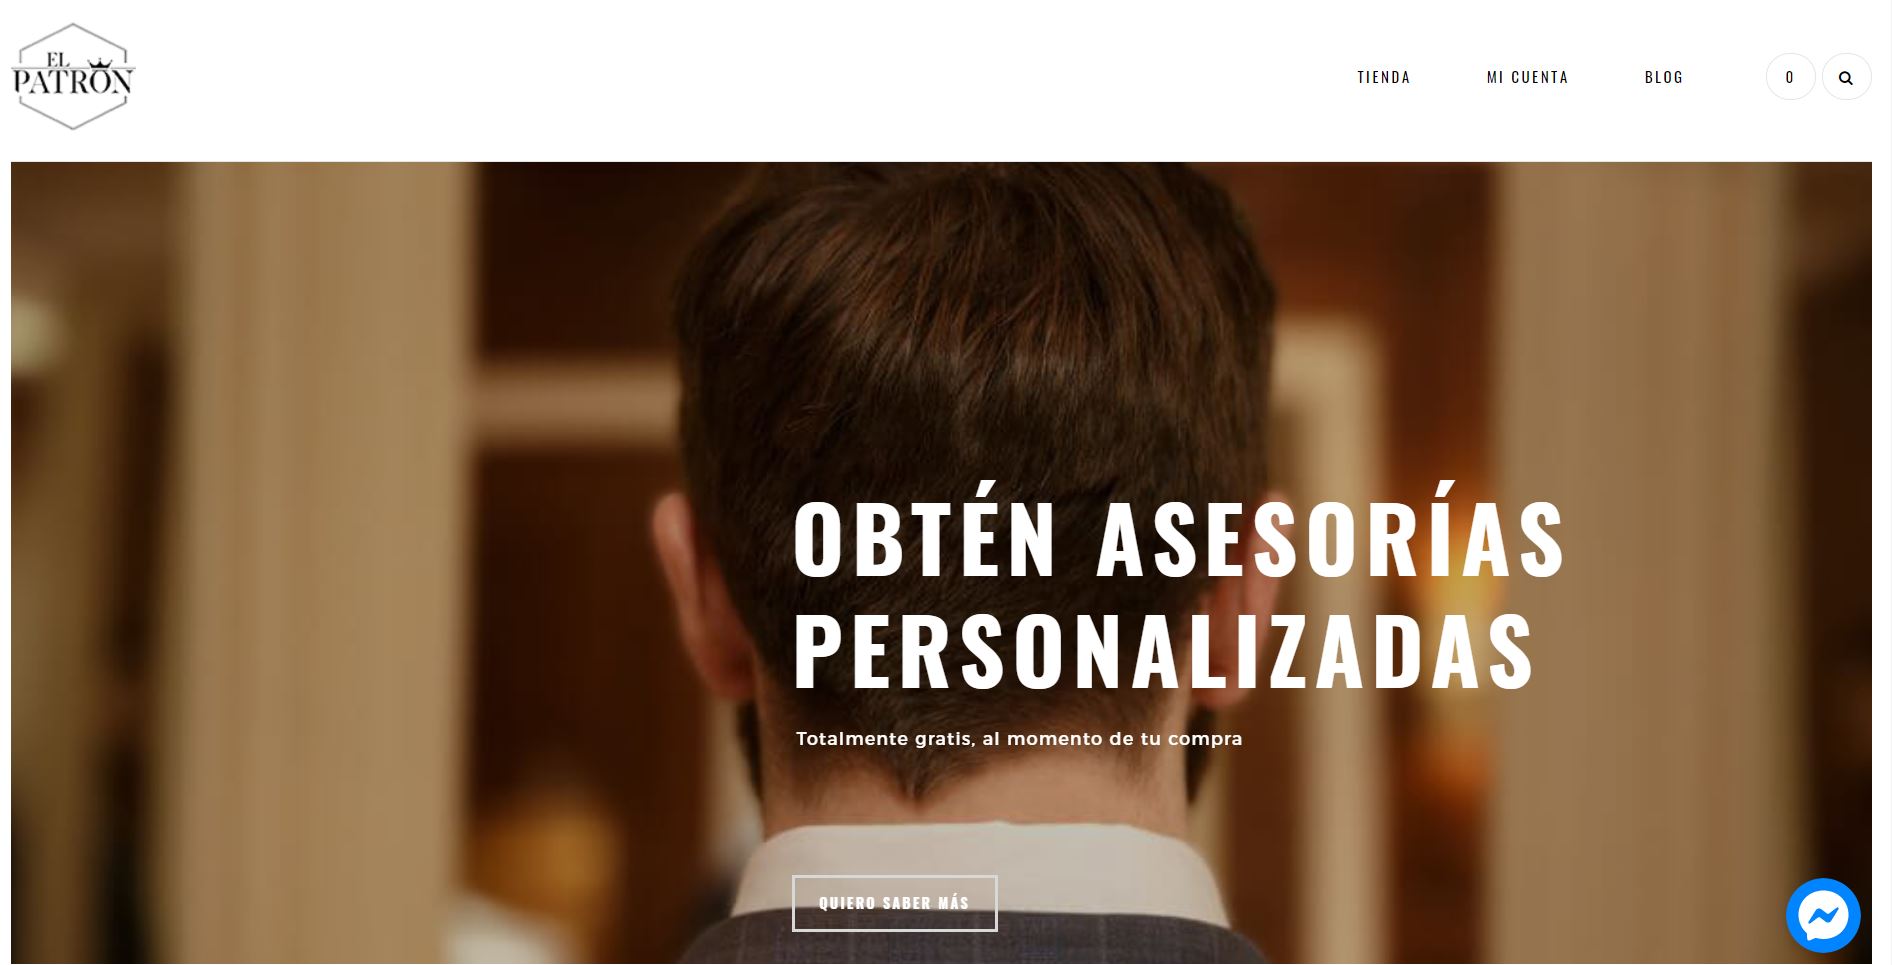 EL
PATRÓN
TIENDA
MI CUENTA
BLOG
0
OBTÉN ASESORÍAS
PERSONALIZADAS
Totalmente gratis, al momento de tu compra
QUIERO SABER MÁS